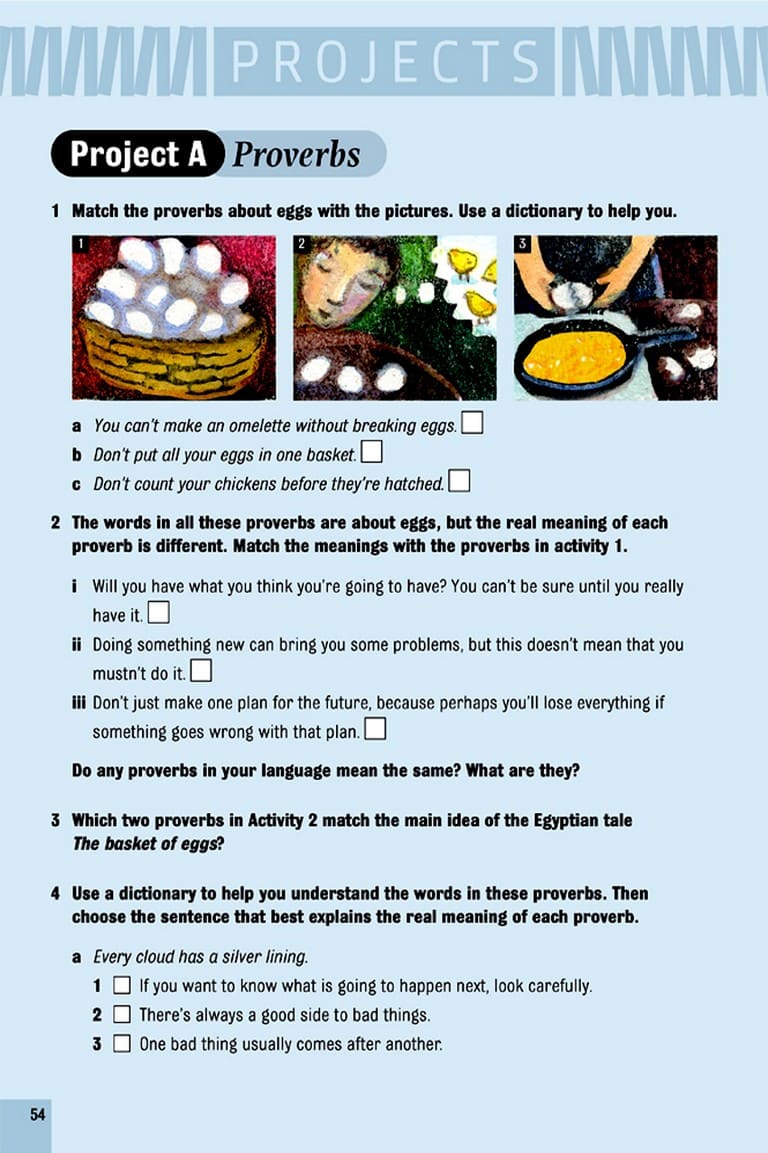 PROJECTS
Project A Proverbs
1 Match the proverbs about eggs with the pictures. Use a dictionary to help you.
1 2 3
a You can't make an omelette without breaking eggs.
b Don't put all your eggs in one basket.
c Don't count your chickens before they're hatched.
2 The words in all these proverbs are about eggs, but the real meaning of each
proverb is different. Match the meanings with the proverbs in activity 1.
i Will you have what you think you're going to have? You can't be sure until you really
have it.
ii Doing something new can bring you some problems, but this doesn't mean that you
mustn't do it.
iii Don't just make one plan for the future, because perhaps you'll lose everything if
something goes wrong with that plan.
Do any proverbs in your language mean the same? What are they?
3 Which two proverbs in Activity 2 match the main idea of the Egyptian tale
The basket of eggs?
4 Use a dictionary to help you understand the words in these proverbs. Then
choose the sentence that best explains the real meaning of each proverb.
a Every cloud has a silver lining.
1 If you want to know what is going to happen next, look carefully.
2 There's always a good side to bad things.
3 One bad thing usually comes after another.
54